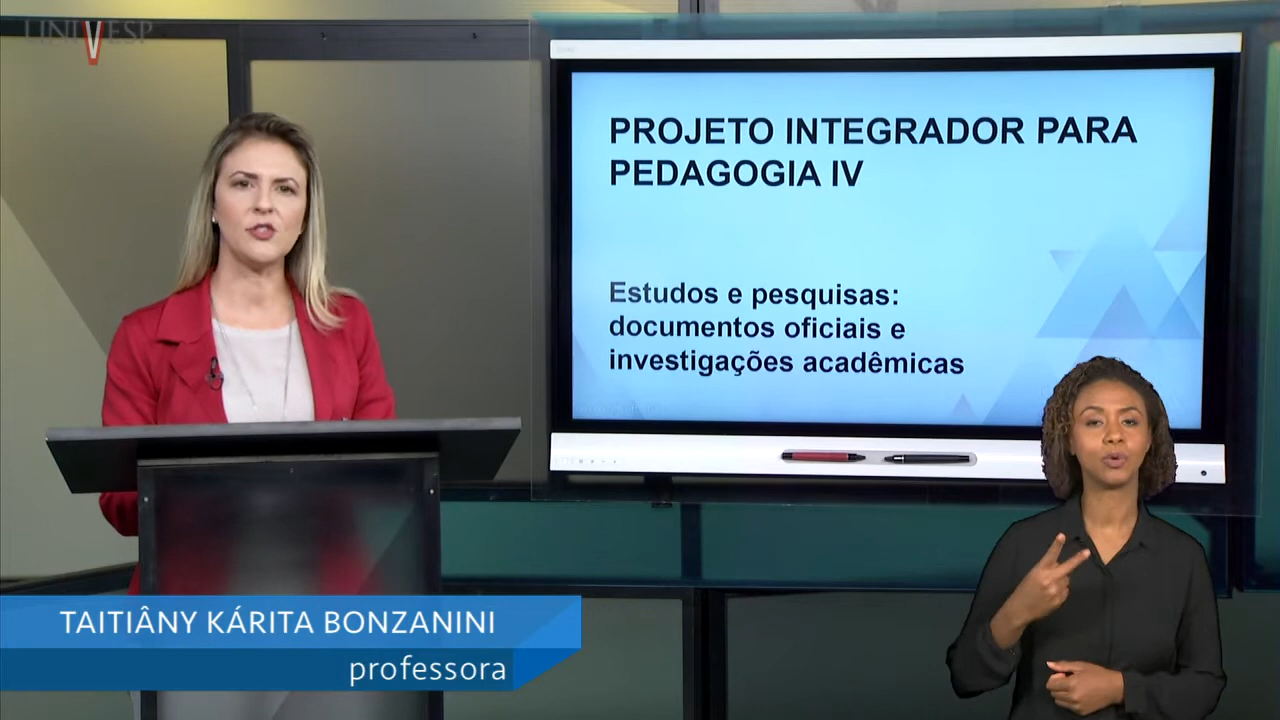 UNIVESP
PROJETO INTEGRADOR PARA
PEDAGOGIA IV
Estudos e pesquisas:
documentos oficiais e
investigações acadêmicas
TAITIÂNY KÁRITA BONZANINI
professora